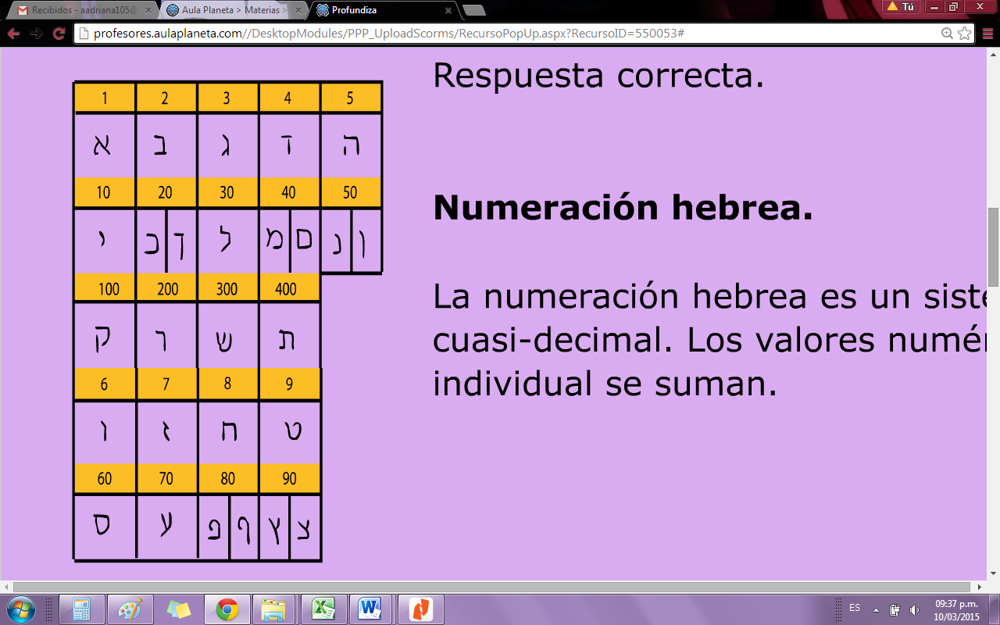 Recibidos - aadriana105@
Aula Planeta > Materias >
Profundiza
Tú
profesores.aulaplaneta.com//DesktopModules/PPP_UploadScorms/RecursoPopUp.aspx?RecursoID=550053#
1 2 3 4 5
א ב ג ד ה
10 20 30 40 50
י כ ך ל מ ם נ ן
100 200 300 400
ק ר ש ת
6 7 8 9
ו ז ח ט
60 70 80 90
ס ע פ ף ץ צ
Respuesta correcta.
Numeración hebrea.
La numeración hebrea es un siste
cuasi-decimal. Los valores numér
individual se suman.
ES
09:37 p.m.
10/03/2015